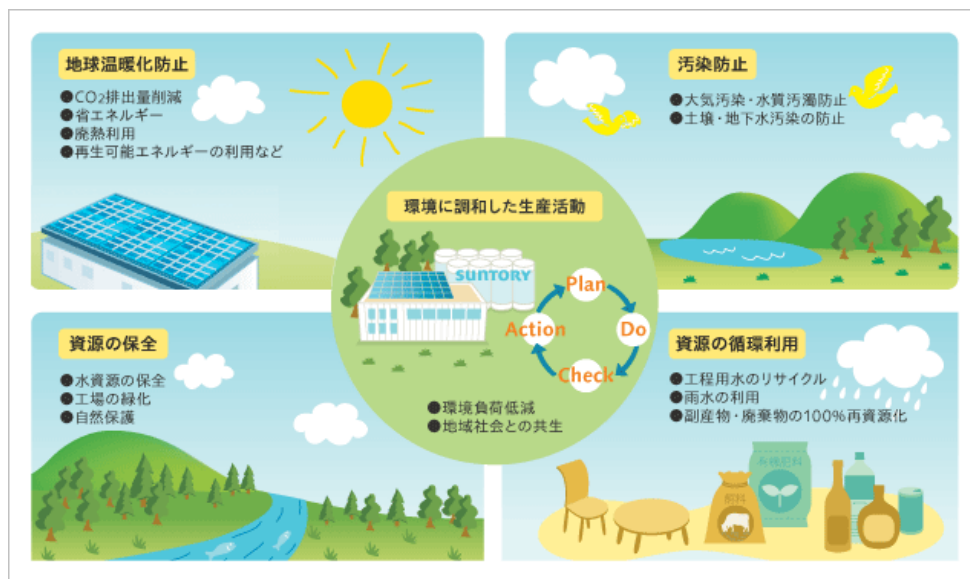 地球温暖化防止
●CO2排出量削減
●省エネルギー
●廃熱利用
●再生可能エネルギーの利用など
汚染防止
●大気汚染・水質汚濁防止
●土壌・地下水汚染の防止
環境に調和した生産活動
SUNTORY
Plan
Do
Check
Action
●環境負荷低減
●地域社会との共生
資源の保全
●水資源の保全
●工場の緑化
●自然保護
資源の循環利用
●工程用水のリサイクル
●雨水の利用
●副産物・廃棄物の100%再資源化
有機肥料
飼料